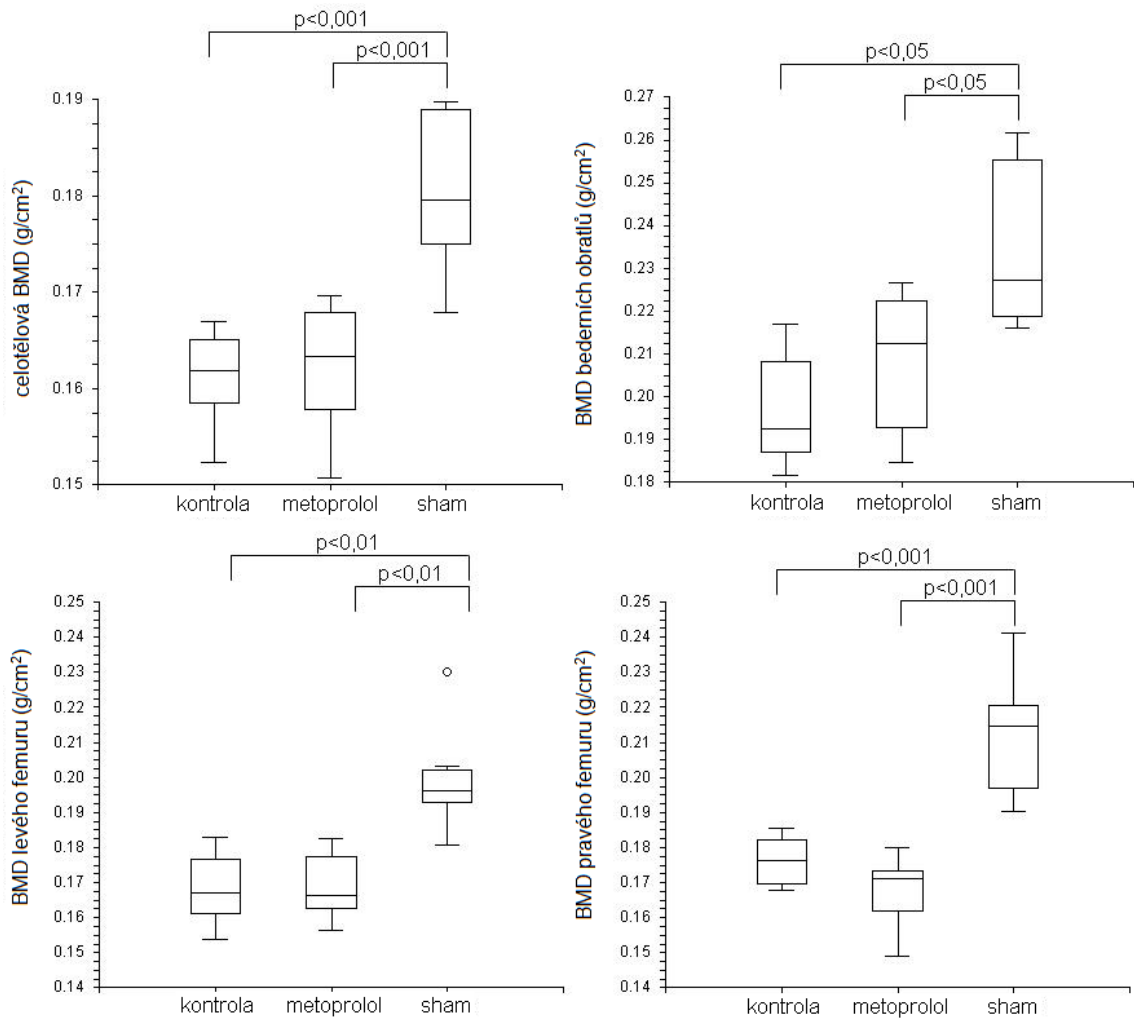 p<0,001
p<0,001
celotělová BMD (g/cm²)
0.19
0.18
0.17
0.16
0.15
kontrola metoprolol sham
p<0,05
p<0,05
BMD bederních obratlů (g/cm²)
0.27
0.26
0.25
0.24
0.23
0.22
0.21
0.20
0.19
0.18
kontrola metoprolol sham
p<0,01
p<0,01
BMD levého femuru (g/cm²)
0.25
0.24
0.23
0.22
0.21
0.20
0.19
0.18
0.17
0.16
0.15
0.14
kontrola metoprolol sham
p<0,001
p<0,001
BMD pravého femuru (g/cm²)
0.25
0.24
0.23
0.22
0.21
0.20
0.19
0.18
0.17
0.16
0.15
0.14
kontrola metoprolol sham